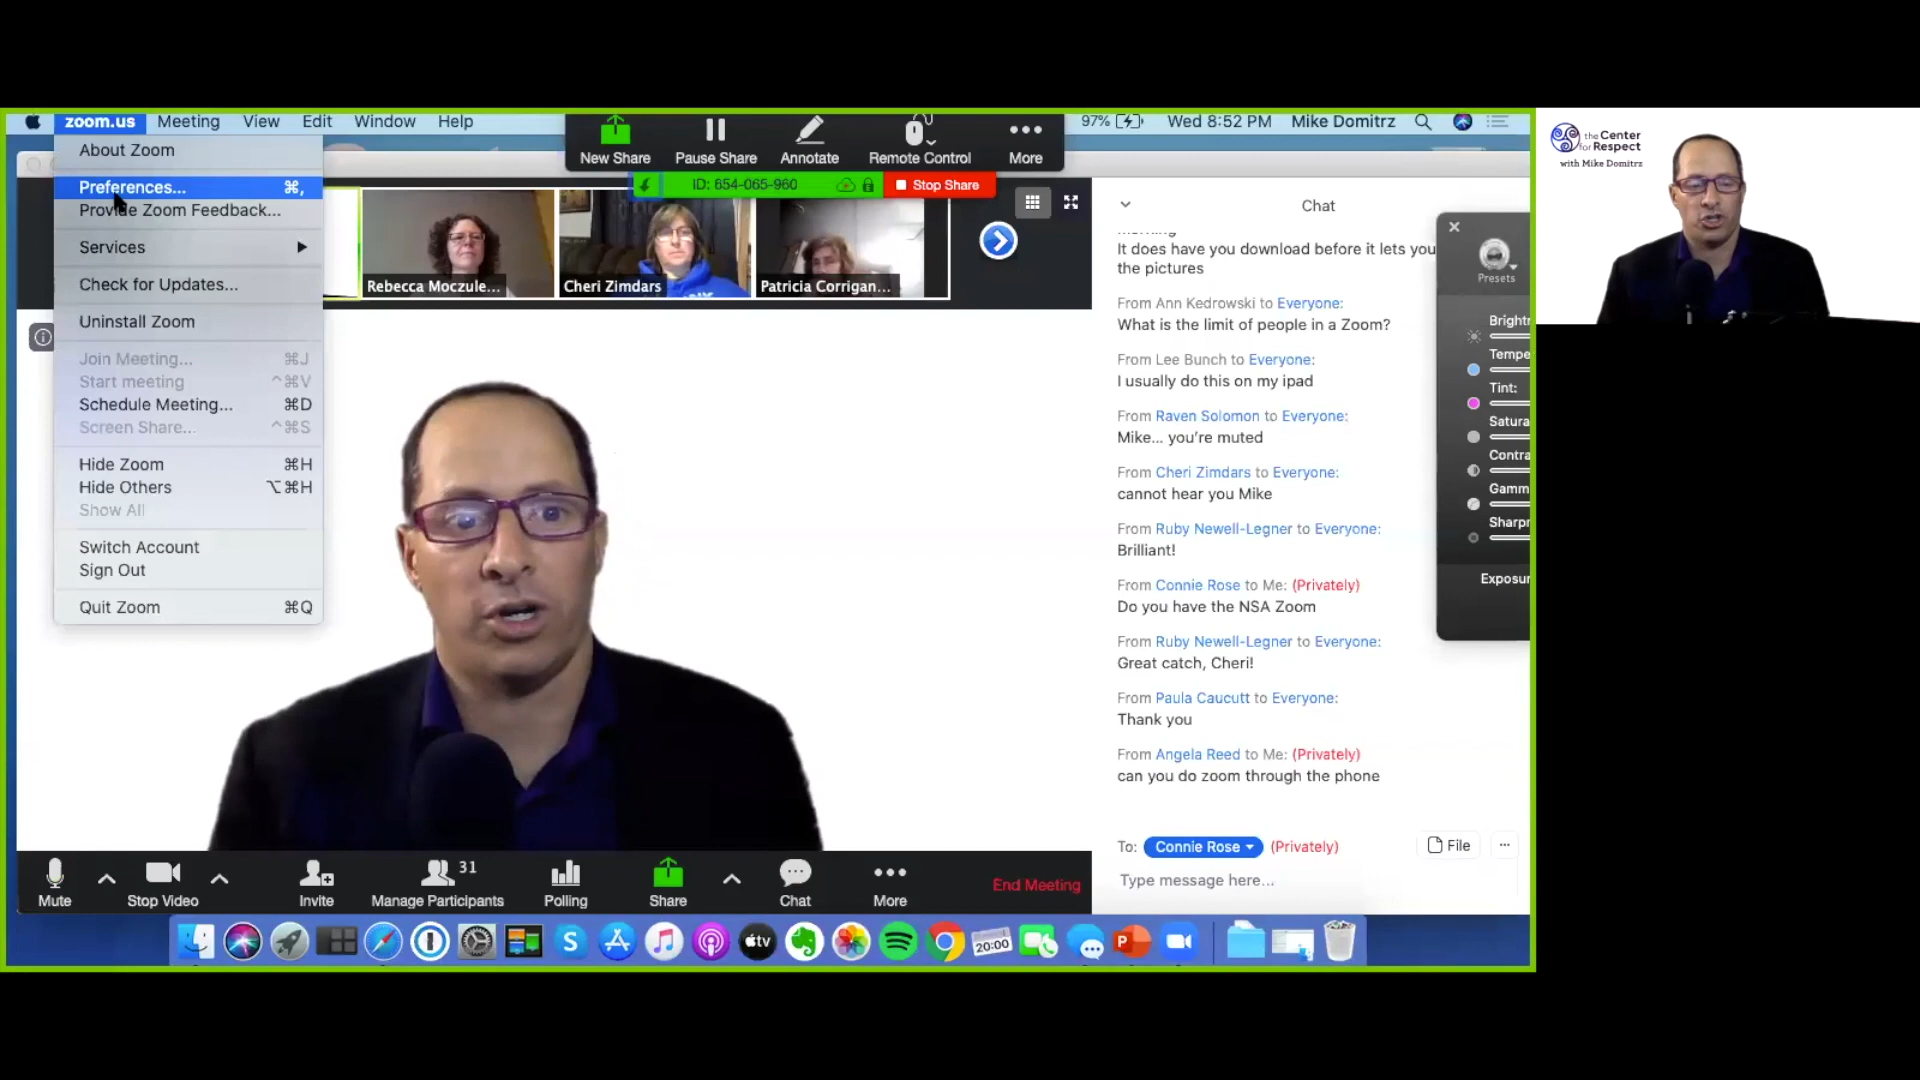 zoom.us Meeting View Edit Window Help
97% Wed 8:52 PM Mike Domitrz
About Zoom
Preferences... ⌘,
Provide Zoom Feedback...
Services
Check for Updates...
Uninstall Zoom
Join Meeting... ⌘J
Start meeting ^⌘V
Schedule Meeting... ⌘D
Screen Share... ^⌘S
Hide Zoom ⌘H
Hide Others ⌥⌘H
Show All
Switch Account
Sign Out
Quit Zoom ⌘Q
New Share Pause Share Annotate Remote Control More
ID: 654-065-960 Stop Share
Rebecca Moczule... Cheri Zimdars Patricia Corrigan...
Chat
It does have you download before it lets you
the pictures
From Ann Kedrowski to Everyone:
What is the limit of people in a Zoom?
From Lee Bunch to Everyone:
I usually do this on my ipad
From Raven Solomon to Everyone:
Mike... you're muted
From Cheri Zimdars to Everyone:
cannot hear you Mike
From Ruby Newell-Legner to Everyone:
Brilliant!
From Connie Rose to Me: (Privately)
Do you have the NSA Zoom
From Ruby Newell-Legner to Everyone:
Great catch, Cheri!
From Paula Caucutt to Everyone:
Thank you
From Angela Reed to Me: (Privately)
can you do zoom through the phone
To: Connie Rose (Privately) File ...
Type message here...
Presets
Brightn
Tempe
Tint:
Satura
Contra
Gamm
Sharpn
Exposur
Mute Stop Video Invite Manage Participants 31 Polling Share Chat More End Meeting
S tv 20:00 P
the Center
for Respect
with Mike Domitrz